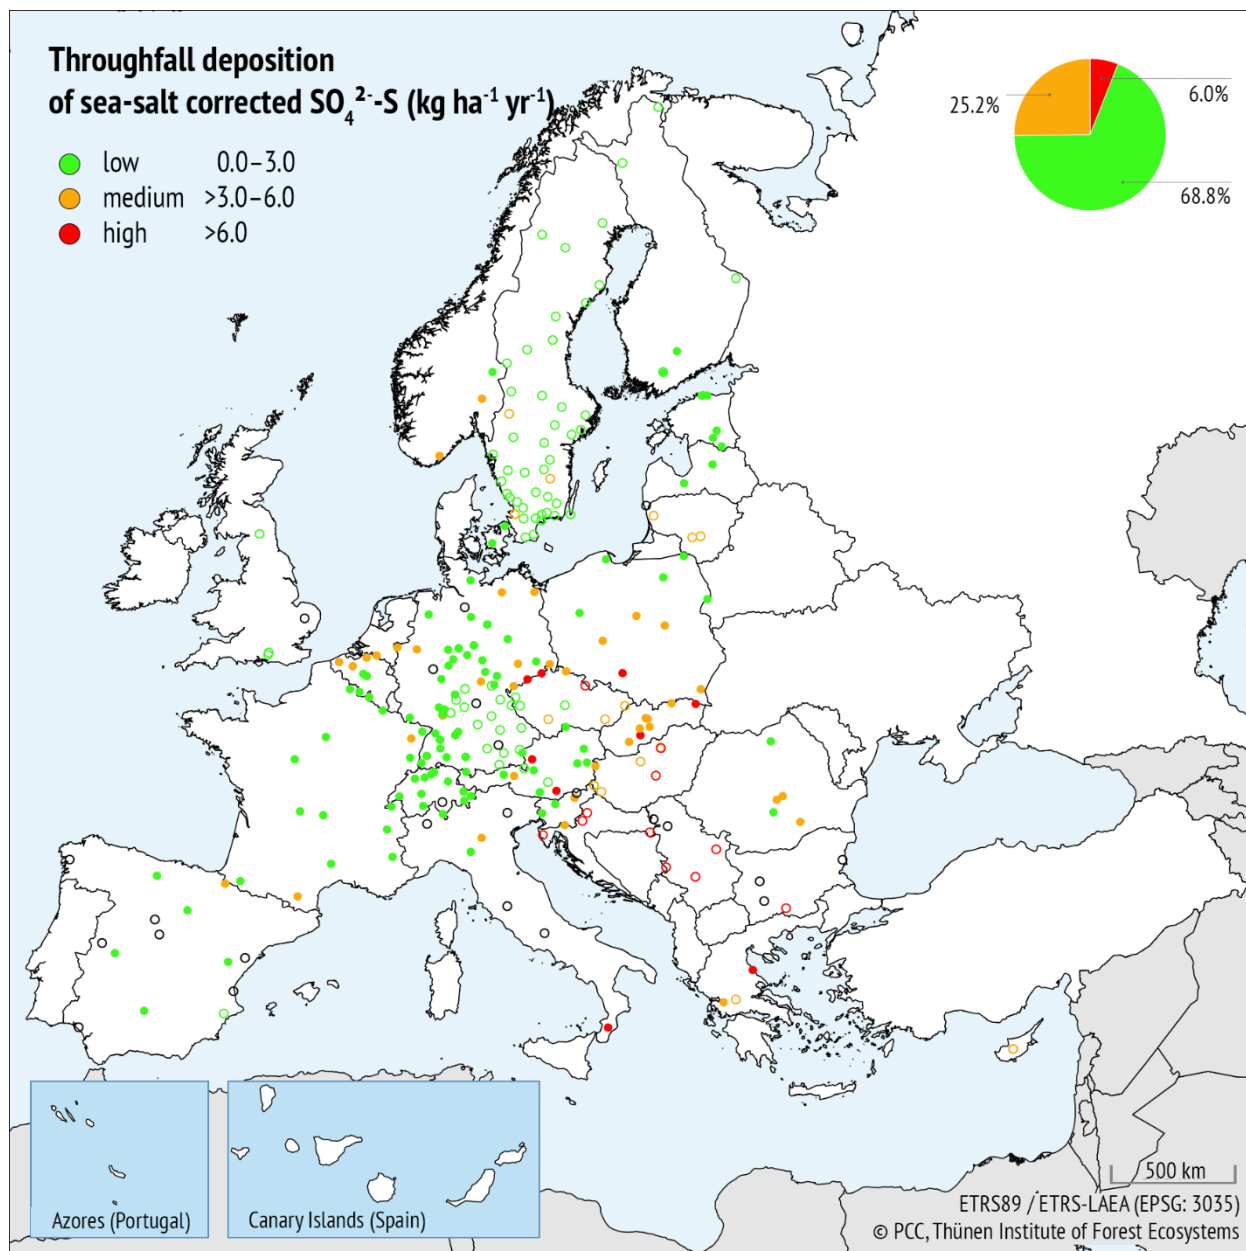 Throughfall deposition
of sea-salt corrected SO₄²⁻-S (kg ha⁻¹ yr⁻¹)
low 0.0–3.0
medium >3.0–6.0
high >6.0
25.2%
6.0%
68.8%
Azores (Portugal)
Canary Islands (Spain)
500 km
ETRS89 / ETRS-LAEA (EPSG: 3035)
© PCC, Thünen Institute of Forest Ecosystems